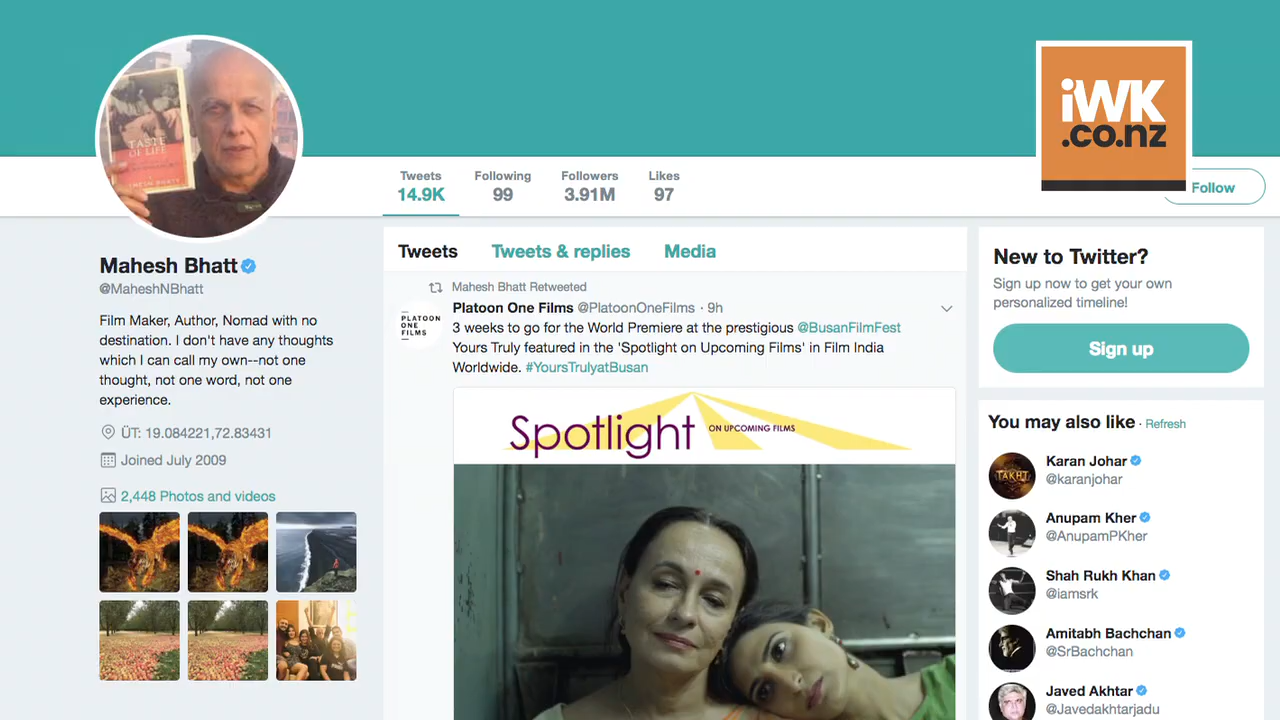 TASTE
OF LIFE
MAHESH BHATT
iWK
.co.nz
Tweets
14.9K
Following
99
Followers
3.91M
Likes
97
Follow
Mahesh Bhatt
@MaheshNBhatt
Film Maker, Author, Nomad with no
destination. I don't have any thoughts
which I can call my own--not one
thought, not one word, not one
experience.
ÜT: 19.084221,72.83431
Joined July 2009
2,448 Photos and videos
Tweets Tweets & replies Media
Mahesh Bhatt Retweeted
PLATOON
ONE
FILMS
Platoon One Films @PlatoonOneFilms · 9h
3 weeks to go for the World Premiere at the prestigious @BusanFilmFest
Yours Truly featured in the 'Spotlight on Upcoming Films' in Film India
Worldwide. #YoursTrulyatBusan
Spotlight ON UPCOMING FILMS
New to Twitter?
Sign up now to get your own
personalized timeline!
Sign up
You may also like · Refresh
TAKHT
Karan Johar
@karanjohar
Anupam Kher
@AnupamPKher
Shah Rukh Khan
@iamsrk
Amitabh Bachchan
@SrBachchan
Javed Akhtar
@Javedakhtarjadu